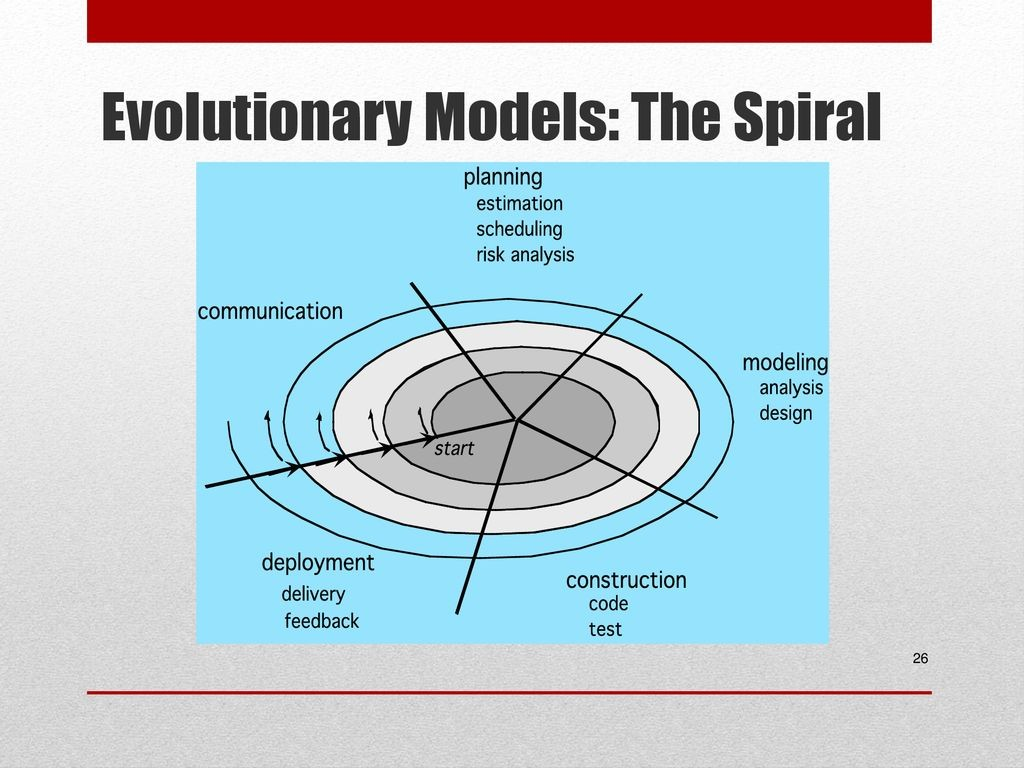 Evolutionary Models: The Spiral
planning
estimation
scheduling
risk analysis
communication
modeling
analysis
design
start
deployment
delivery
feedback
construction
code
test
26